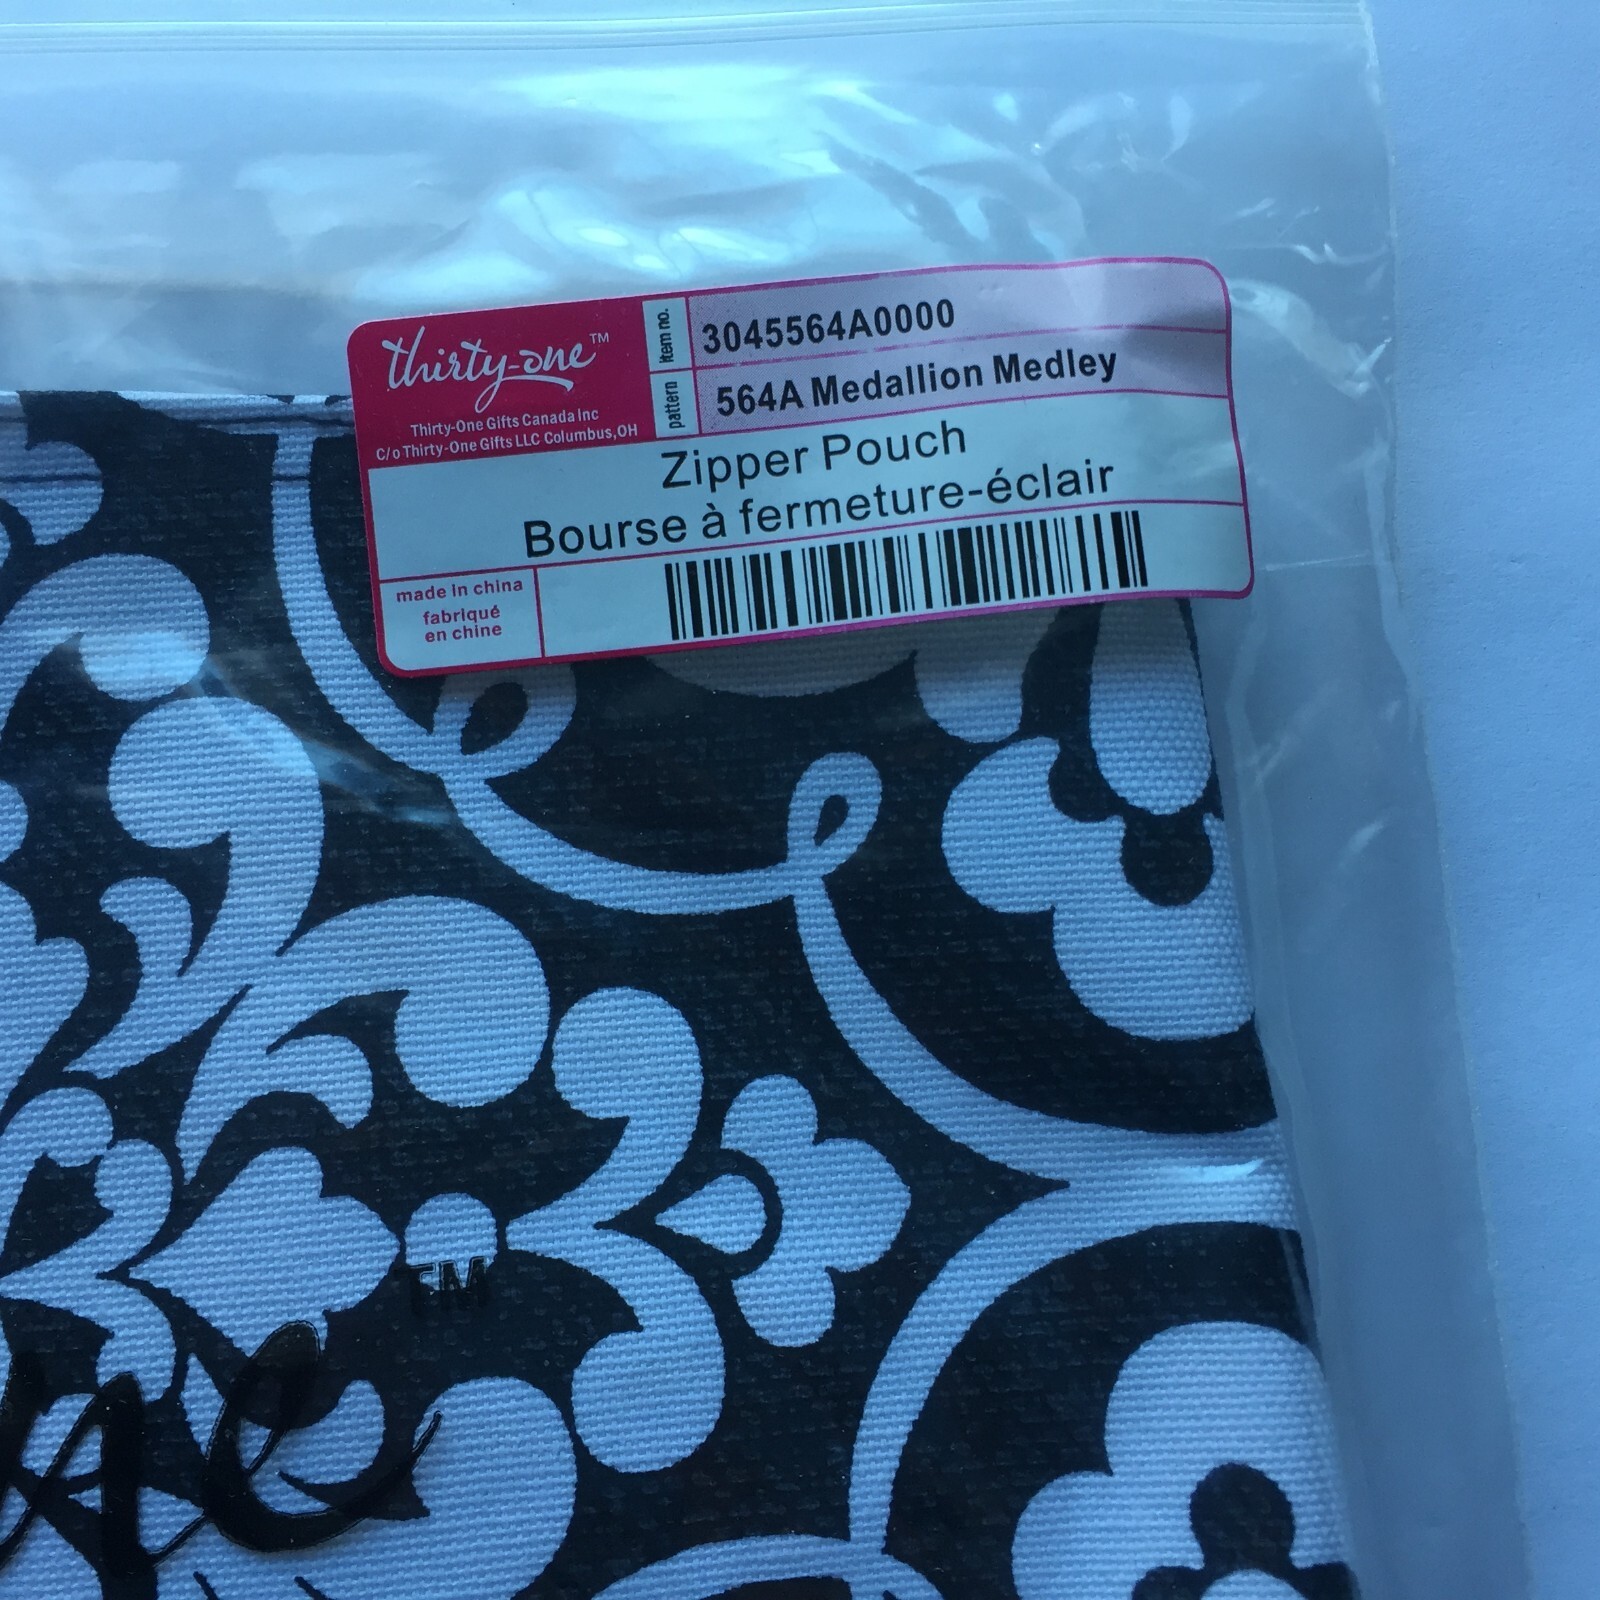 thirty-one™
Thirty-One Gifts Canada Inc
C/o Thirty-One Gifts LLC Columbus,OH
item no.
3045564A0000
pattern
564A Medallion Medley
Zipper Pouch
Bourse à fermeture-éclair
made in china
fabriqué
en chine
TM
ne